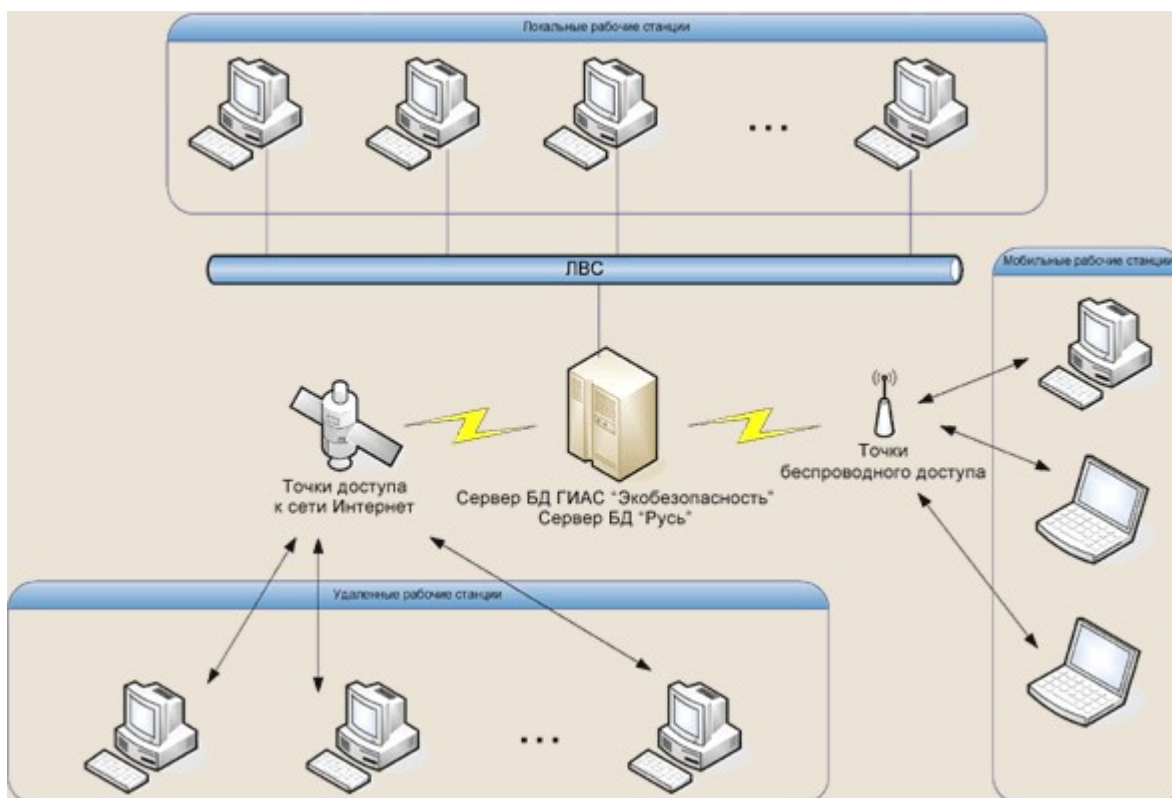 Локальные рабочие станции
...
ЛВС
Мобильные рабочие станции
Точки доступа
к сети Интернет
Сервер БД ГИАС "Экобезопасность"
Сервер БД "Русь"
Точки
беспроводного доступа
Удаленные рабочие станции
...